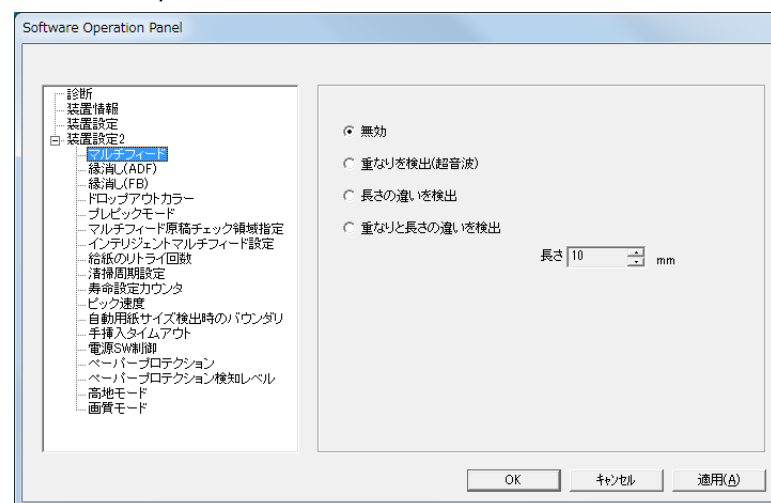 Software Operation Panel
診断
装置情報
装置設定
装置設定2
マルチフィード
縁消し(ADF)
縁消し(FB)
ドロップアウトカラー
プレピックモード
マルチフィード原稿チェック領域指定
インテリジェントマルチフィード設定
給紙のリトライ回数
清掃周期設定
寿命設定カウンタ
ピック速度
自動用紙サイズ検出時のバウンダリ
手挿入タイムアウト
電源SW制御
ペーパープロテクション
ペーパープロテクション検知レベル
高地モード
画質モード
無効
重なりを検出(超音波)
長さの違いを検出
重なりと長さの違いを検出
長さ 10 mm
OK キャンセル 適用(A)